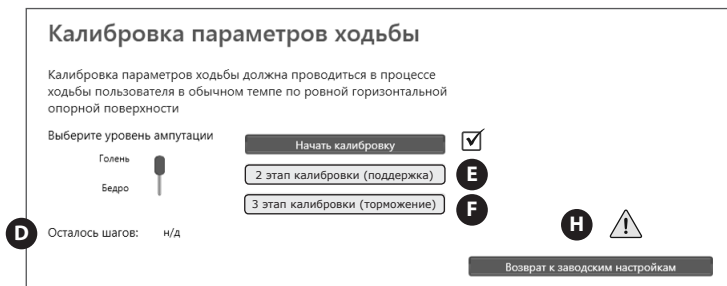 Калибровка параметров ходьбы
Калибровка параметров ходьбы должна проводиться в процессе
ходьбы пользователя в обычном темпе по ровной горизонтальной
опорной поверхности
Выберите уровень ампутации
Голень
Бедро
Начать калибровку
2 этап калибровки (поддержка)
E
3 этап калибровки (торможение)
F
D
Осталось шагов: н/д
H
Возврат к заводским настройкам